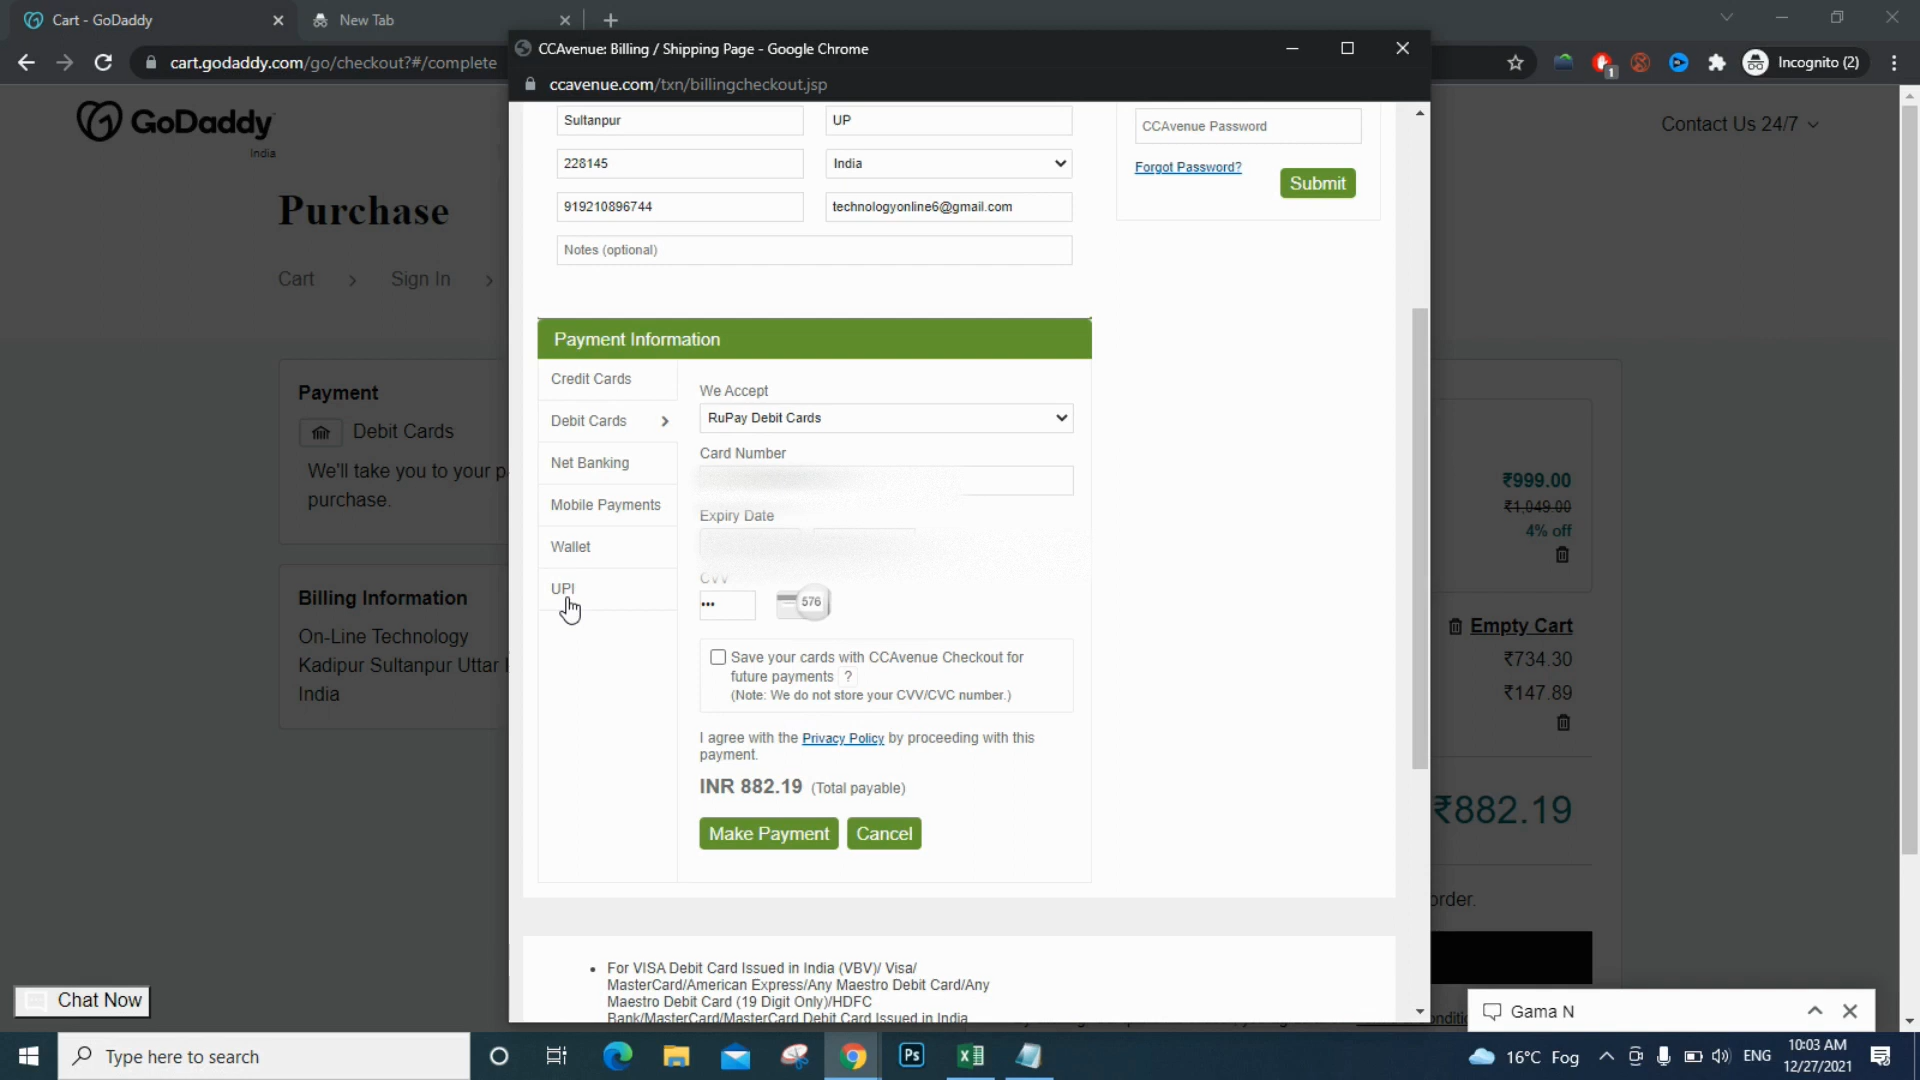 Cart - GoDaddy
New Tab
cart.godaddy.com/go/checkout?#/complete
Incognito (2)
CCAvenue: Billing / Shipping Page - Google Chrome
ccavenue.com/txn/billingcheckout.jsp
GoDaddy
India
Contact Us 24/7
Purchase
Cart
Sign In
Sultanpur
UP
228145
India
919210896744
technologyonline6@gmail.com
Notes (optional)
CCAvenue Password
Forgot Password?
Submit
Payment
Debit Cards
We'll take you to your p
purchase.
Billing Information
On-Line Technology
Kadipur Sultanpur Uttar
India
Payment Information
Credit Cards
Debit Cards
Net Banking
Mobile Payments
Wallet
UPI
We Accept
RuPay Debit Cards
Card Number
Expiry Date
CVV
•••
576
Save your cards with CCAvenue Checkout for
future payments ?
(Note: We do not store your CVV/CVC number.)
I agree with the Privacy Policy by proceeding with this
payment.
INR 882.19 (Total payable)
Make Payment
Cancel
For VISA Debit Card Issued in India (VBV)/ Visa/
MasterCard/American Express/Any Maestro Debit Card/Any
Maestro Debit Card (19 Digit Only)/HDFC
Bank/MasterCard/MasterCard Debit Card Issued in India
₹999.00
₹1,049.00
4% off
Empty Cart
₹734.30
₹147.89
₹882.19
order.
Chat Now
Gama N
Type here to search
Ps
16°C Fog
ENG
10:03 AM
12/27/2021